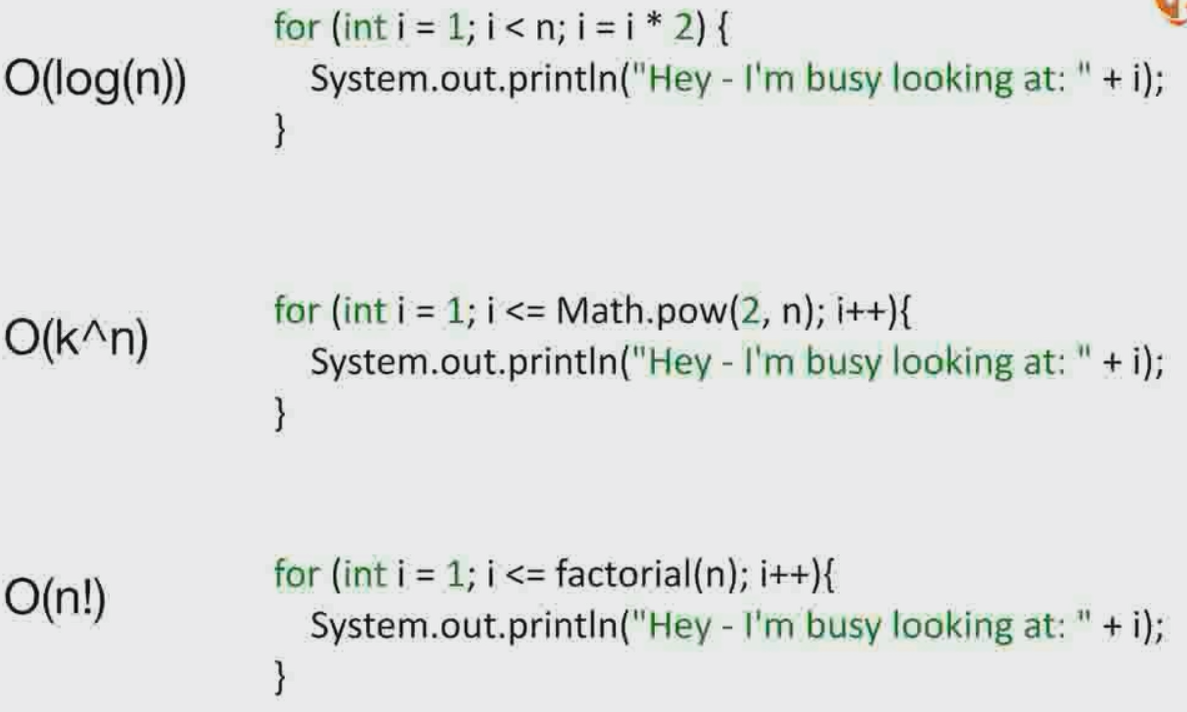 for (int i = 1; i < n; i = i * 2) {
O(log(n))
System.out.println("Hey - I'm busy looking at: " + i);
}
for (int i = 1; i <= Math.pow(2, n); i++){
O(k^n)
System.out.println("Hey - I'm busy looking at: " + i);
}
for (int i = 1; i <= factorial(n); i++){
O(n!)
System.out.println("Hey - I'm busy looking at: " + i);
}